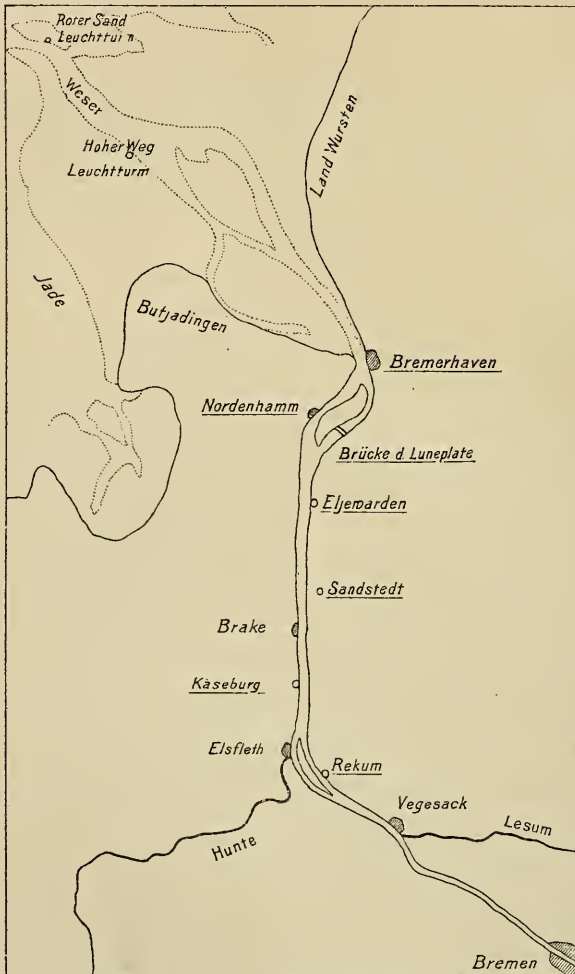 Roter Sand
Leuchtturm
Weser
Hoher Weg
Leuchtturm
Land Wursten
Jade
Butjadingen
Bremerhaven
Nordenhamm
Brücke d. Luneplate
Eljewarden
Sandstedt
Brake
Käseburg
Elsfleth
Rekum
Vegesack
Lesum
Hunte
Bremen